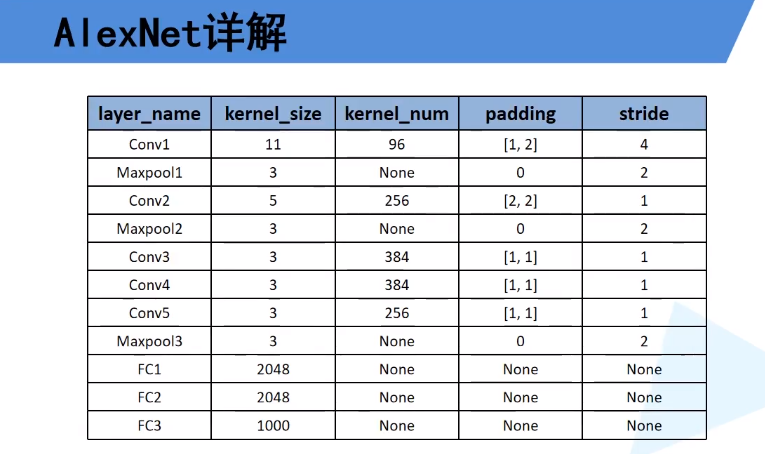 AlexNet详解
layer_name kernel_size kernel_num padding stride
Conv1 11 96 [1, 2] 4
Maxpool1 3 None 0 2
Conv2 5 256 [2, 2] 1
Maxpool2 3 None 0 2
Conv3 3 384 [1, 1] 1
Conv4 3 384 [1, 1] 1
Conv5 3 256 [1, 1] 1
Maxpool3 3 None 0 2
FC1 2048 None None None
FC2 2048 None None None
FC3 1000 None None None